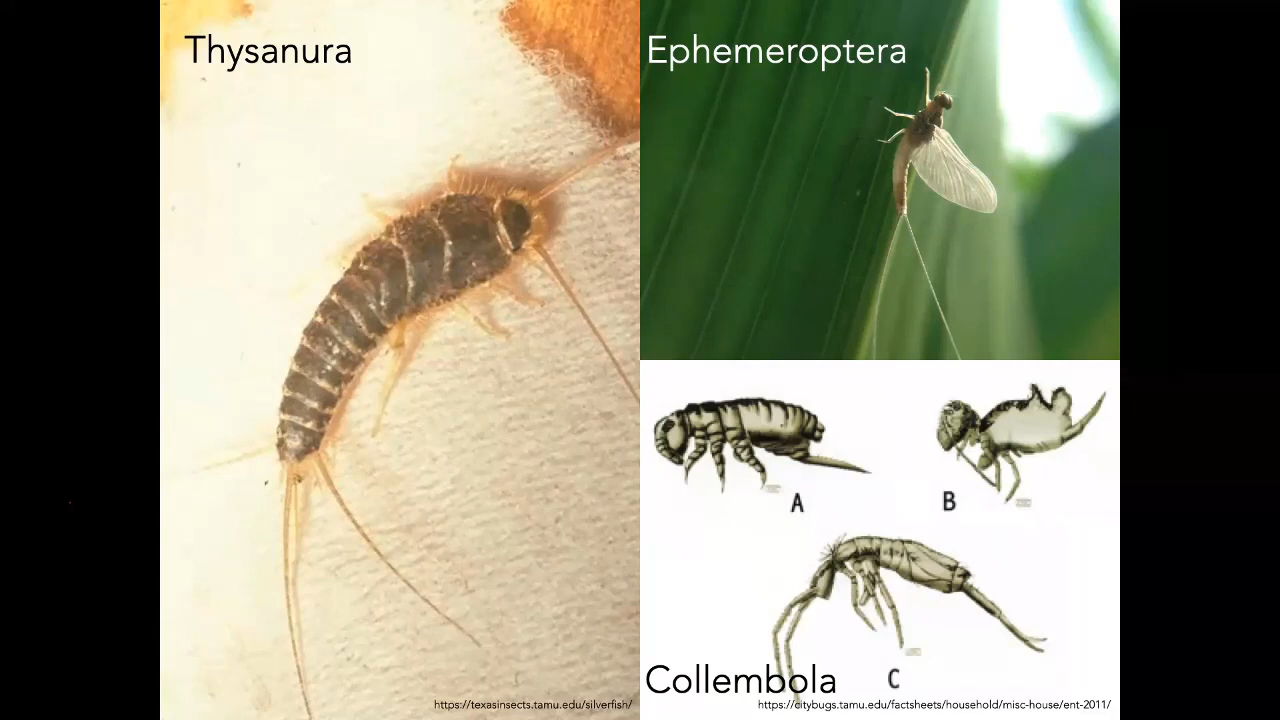 Thysanura
Ephemeroptera
A
B
C
Collembola
https://texasinsects.tamu.edu/silverfish/
https://citybugs.tamu.edu/factsheets/household/misc-house/ent-2011/